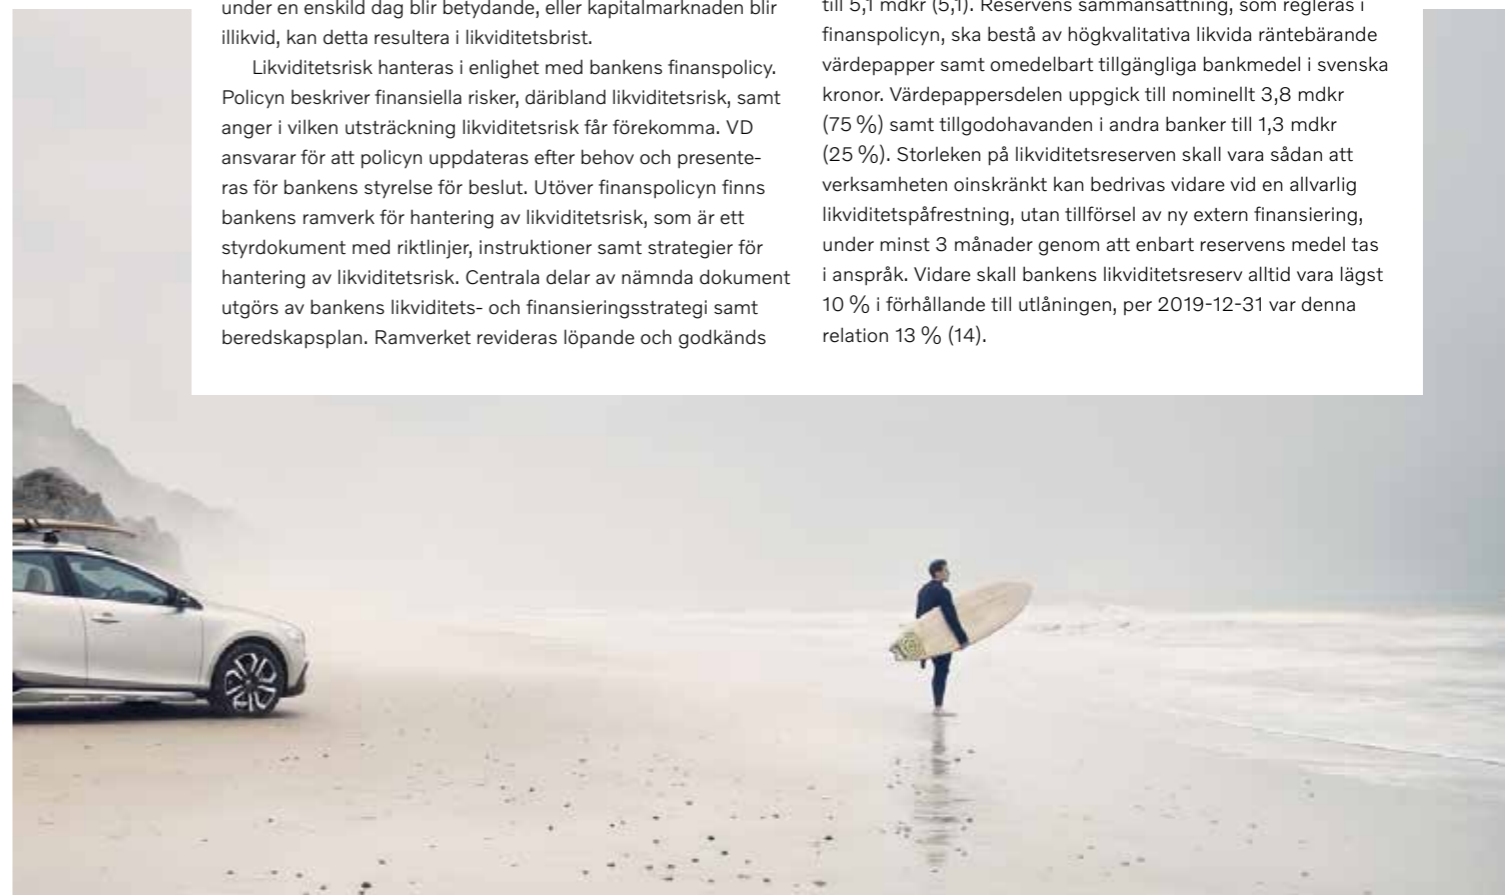 under en enskild dag blir betydande, eller kapitalmarknaden blir
illikvid, kan detta resultera i likviditetsbrist.
Likviditetsrisk hanteras i enlighet med bankens finanspolicy.
Policyn beskriver finansiella risker, däribland likviditetsrisk, samt
anger i vilken utsträckning likviditetsrisk får förekomma. VD
ansvarar för att policyn uppdateras efter behov och presente-
ras för bankens styrelse för beslut. Utöver finanspolicyn finns
bankens ramverk för hantering av likviditetsrisk, som är ett
styrdokument med riktlinjer, instruktioner samt strategier för
hantering av likviditetsrisk. Centrala delar av nämnda dokument
utgörs av bankens likviditets- och finansieringsstrategi samt
beredskapsplan. Ramverket revideras löpande och godkänds
till 5,1 mdkr (5,1). Reservens sammansättning, som regleras i
finanspolicyn, ska bestå av högkvalitativa likvida räntebärande
värdepapper samt omedelbart tillgängliga bankmedel i svenska
kronor. Värdepappersdelen uppgick till nominellt 3,8 mdkr
(75 %) samt tillgodohavanden i andra banker till 1,3 mdkr
(25 %). Storleken på likviditetsreserven skall vara sådan att
verksamheten oinskränkt kan bedrivas vidare vid en allvarlig
likviditetspåfrestning, utan tillförsel av ny extern finansiering,
under minst 3 månader genom att enbart reservens medel tas
i anspråk. Vidare skall bankens likviditetsreserv alltid vara lägst
10 % i förhållande till utlåningen, per 2019-12-31 var denna
relation 13 % (14).